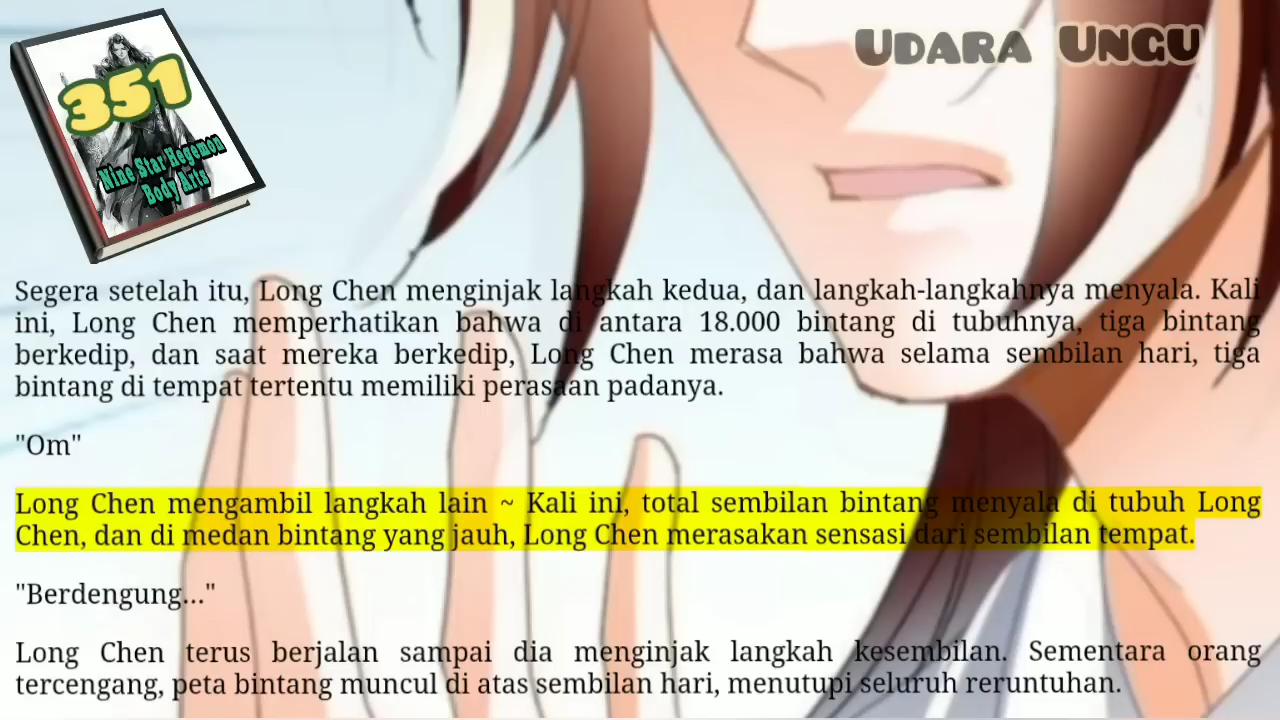 Udara Ungu
351
Nine Star Hegemon
Body Arts
Segera setelah itu, Long Chen menginjak langkah kedua, dan langkah-langkahnya menyala. Kali
ini, Long Chen memperhatikan bahwa di antara 18.000 bintang di tubuhnya, tiga bintang
berkedip, dan saat mereka berkedip, Long Chen merasa bahwa selama sembilan hari, tiga
bintang di tempat tertentu memiliki perasaan padanya.
"Om"
Long Chen mengambil langkah lain ~ Kali ini, total sembilan bintang menyala di tubuh Long
Chen, dan di medan bintang yang jauh, Long Chen merasakan sensasi dari sembilan tempat.
"Berdengung..."
Long Chen terus berjalan sampai dia menginjak langkah kesembilan. Sementara orang
tercengang, peta bintang muncul di atas sembilan hari, menutupi seluruh reruntuhan.